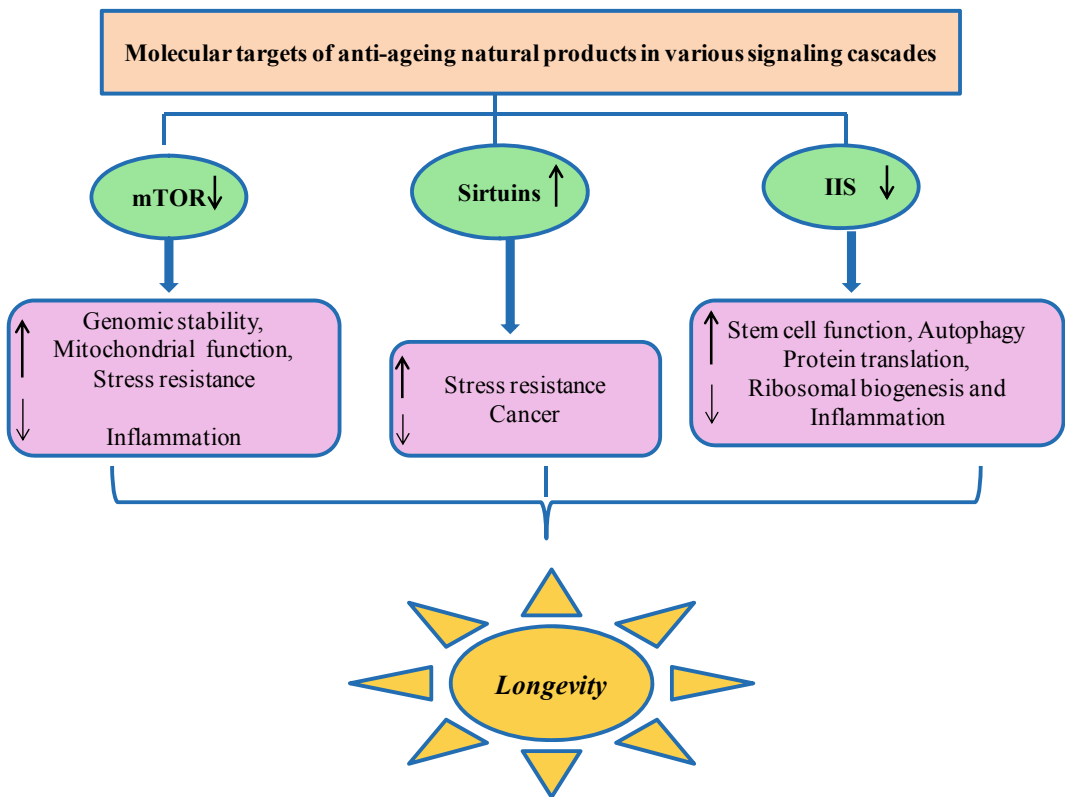 Molecular targets of anti-ageing natural products in various signaling cascades
mTOR
Sirtuins
IIS
Genomic stability,
Mitochondrial function,
Stress resistance
Inflammation
Stress resistance
Cancer
Stem cell function, Autophagy
Protein translation,
Ribosomal biogenesis and
Inflammation
Longevity